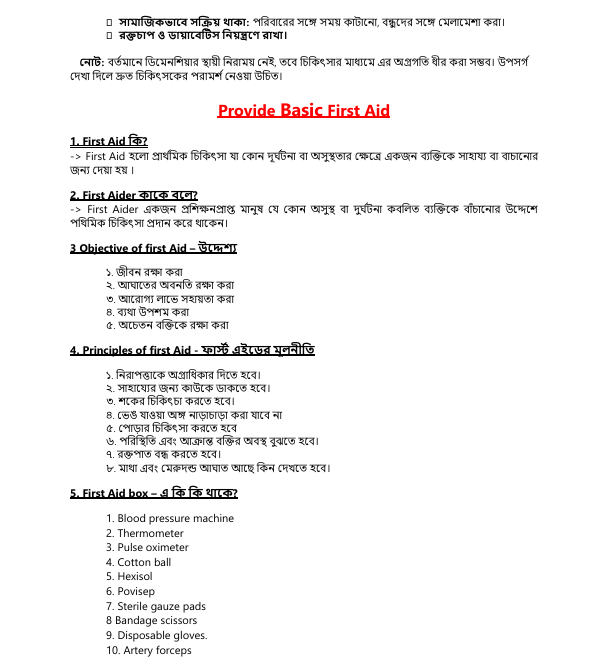 ▯ সামাজিকভাবে সক্রিয় থাকা: পরিবারের সঙ্গে সময় কাটানো, বন্ধুদের সঙ্গে মেলামেশা করা।
▯ রক্তচাপ ও ডায়াবেটিস নিয়ন্ত্রণে রাখা।
নোট: বর্তমানে ডিমেনশিয়ার স্থায়ী নিরাময় নেই, তবে চিকিৎসার মাধ্যমে এর অগ্রগতি ধীর করা সম্ভব। উপসর্গ
দেখা দিলে দ্রুত চিকিৎসকের পরামর্শ নেওয়া উচিত।
Provide Basic First Aid
1. First Aid কি?
-> First Aid হলো প্রাথমিক চিকিৎসা যা কোন দূর্ঘটনা বা অসুস্থতার ক্ষেত্রে একজন ব্যক্তিকে সাহায্য বা বাচানোর
জন্য দেয়া হয় ।
2. First Aider কাকে বলে?
-> First Aider একজন প্রশিক্ষনপ্রাপ্ত মানুষ যে কোন অসুস্থ বা দুর্ঘটনা কবলিত ব্যক্তিকে বাঁচানোর উদ্দেশে
পথিমিক চিকিৎসা প্রদান করে থাকেন।
3 Objective of first Aid – উদ্দেশ্য
১. জীবন রক্ষা করা
২. আঘাতের অবনতি রক্ষা করা
৩. আরোগ্য লাভে সহায়তা করা
৪. ব্যথা উপশম করা
৫. অচেতন বক্তিকে রক্ষা করা
4. Principles of first Aid - ফার্স্ট এইডের মূলনীতি
১. নিরাপত্তাকে অগ্রাধিকার দিতে হবে।
২. সাহায্যের জন্য কাউকে ডাকতে হবে।
৩. শকের চিকিৎচা করতে হবে।
৪. ভেঙ যাওয়া অঙ্গ নাড়াচাড়া করা যাবে না
৫. পোড়ার চিকিৎসা করতে হবে
৬. পরিস্থিতি এবং আক্রান্ত বক্তির অবস্থ বুঝতে হবে।
৭. রক্তপাত বন্ধ করতে হবে।
৮. মাথা এবং মেরুদন্ড আঘাত আছে কিন দেখতে হবে।
5. First Aid box – এ কি কি থাকে?
1. Blood pressure machine
2. Thermometer
3. Pulse oximeter
4. Cotton ball
5. Hexisol
6. Povisep
7. Sterile gauze pads
8 Bandage scissors
9. Disposable gloves.
10. Artery forceps